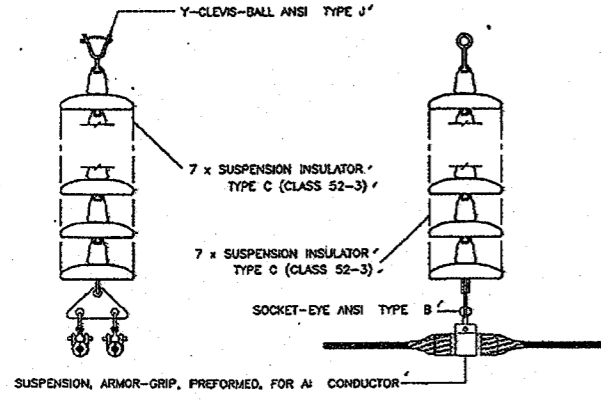 Y-CLEVIS-BALL ANSI TYPE J
7 x SUSPENSION INSULATOR
TYPE C (CLASS 52-3)
7 x SUSPENSION INSULATOR
TYPE C (CLASS 52-3)
SOCKET-EYE ANSI TYPE B
SUSPENSION, ARMOR-GRIP, PREFORMED, FOR Al CONDUCTOR